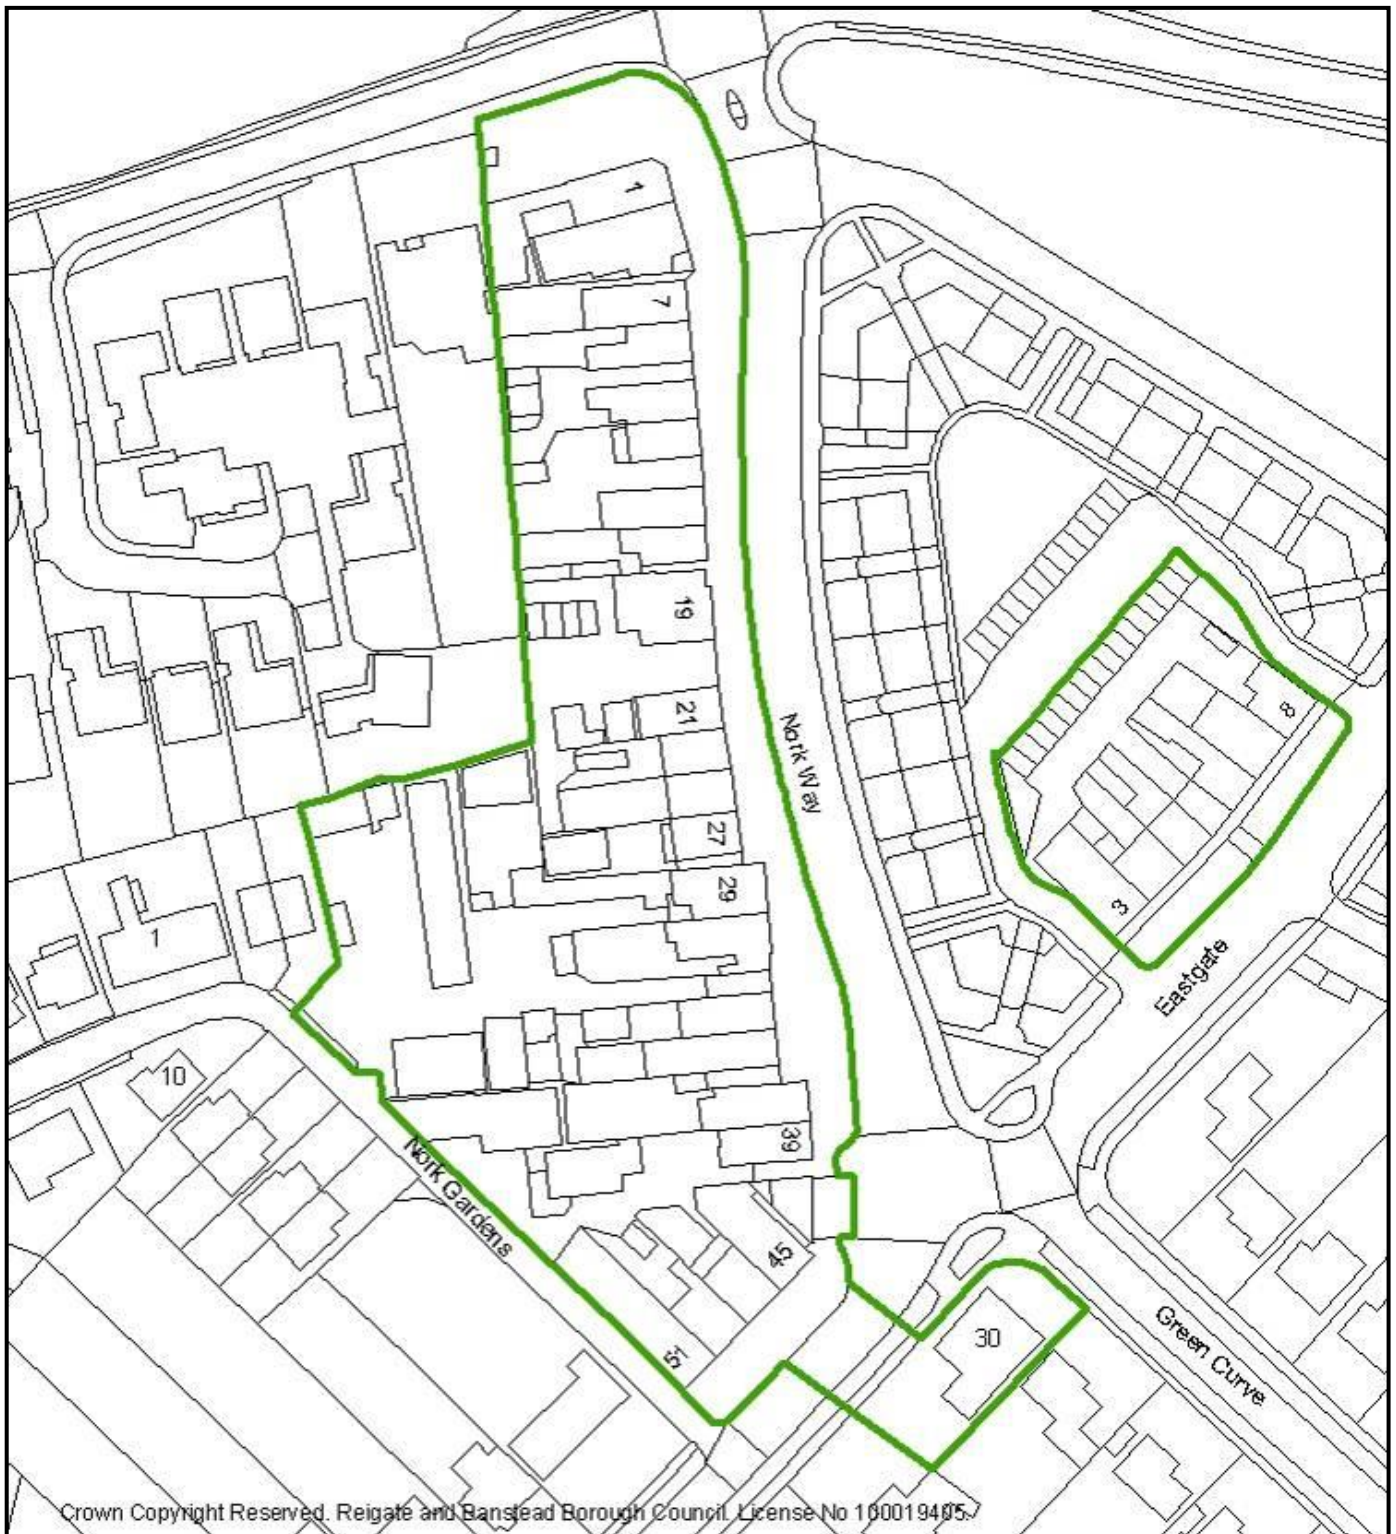 1
7
19
21
27
29
39
45
51
30
8
3
1
10
Nork Way
Eastgate
Nork Gardens
Green Curve
Crown Copyright Reserved. Reigate and Banstead Borough Council. License No 100019405.